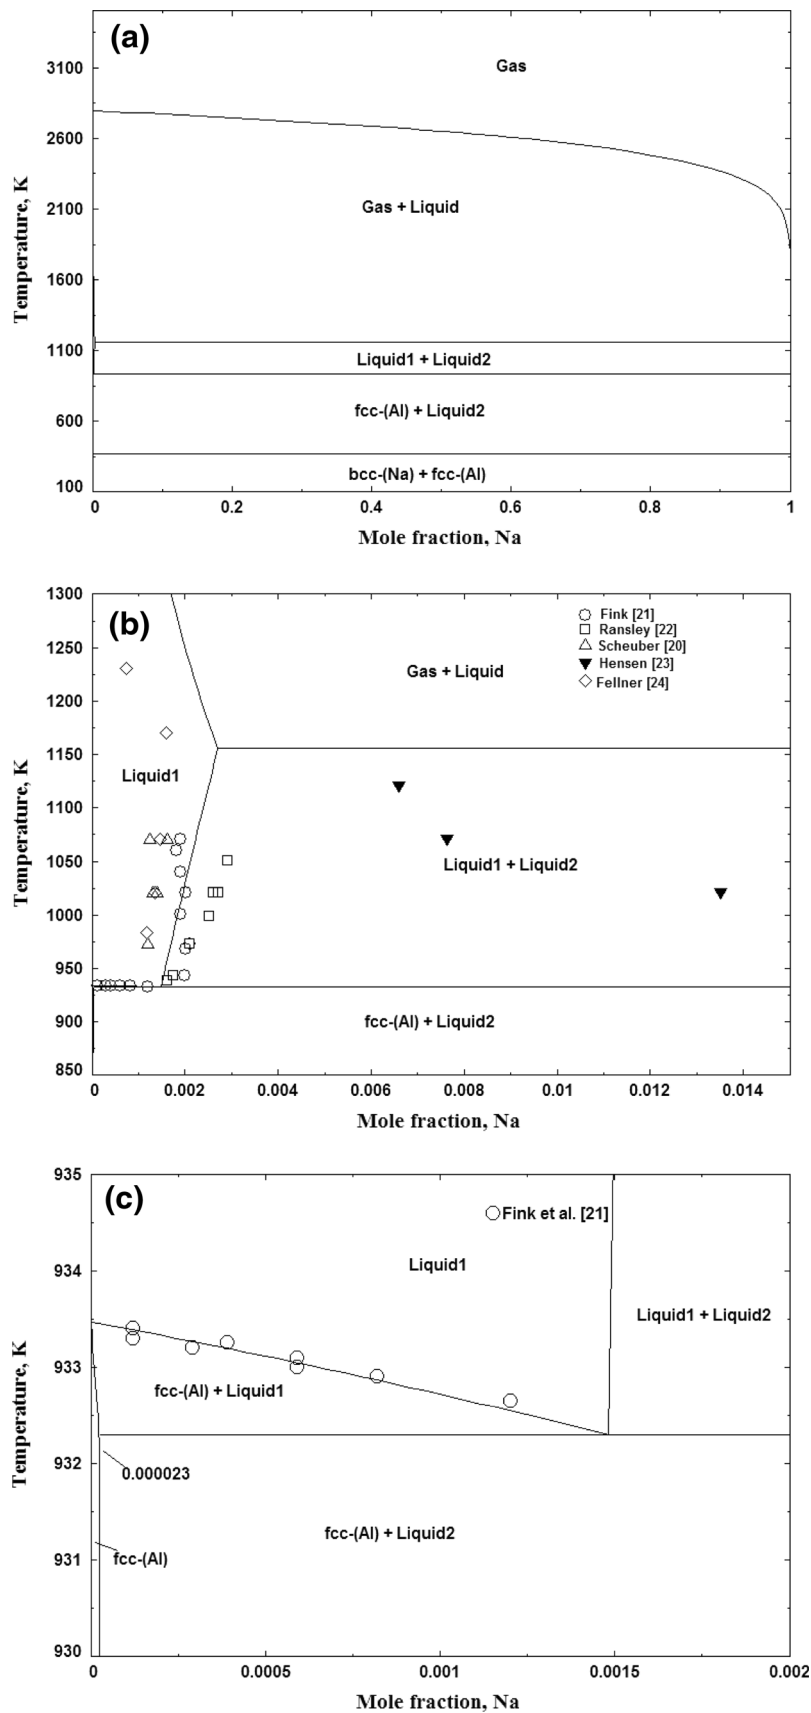 (a)
Gas
Gas + Liquid
Liquid1 + Liquid2
fcc-(Al) + Liquid2
bcc-(Na) + fcc-(Al)
3100
2600
2100
1600
1100
600
100
Temperature, K
0 0.2 0.4 0.6 0.8 1
Mole fraction, Na
(b)
Fink [21]
Ransley [22]
Scheuber [20]
Hensen [23]
Fellner [24]
Gas + Liquid
Liquid1
Liquid1 + Liquid2
fcc-(Al) + Liquid2
1300
1250
1200
1150
1100
1050
1000
950
900
850
Temperature, K
0 0.002 0.004 0.006 0.008 0.01 0.012 0.014
Mole fraction, Na
(c)
Fink et al. [21]
Liquid1
Liquid1 + Liquid2
fcc-(Al) + Liquid1
0.000023
fcc-(Al) + Liquid2
fcc-(Al)
935
934
933
932
931
930
Temperature, K
0 0.0005 0.001 0.0015 0.002
Mole fraction, Na